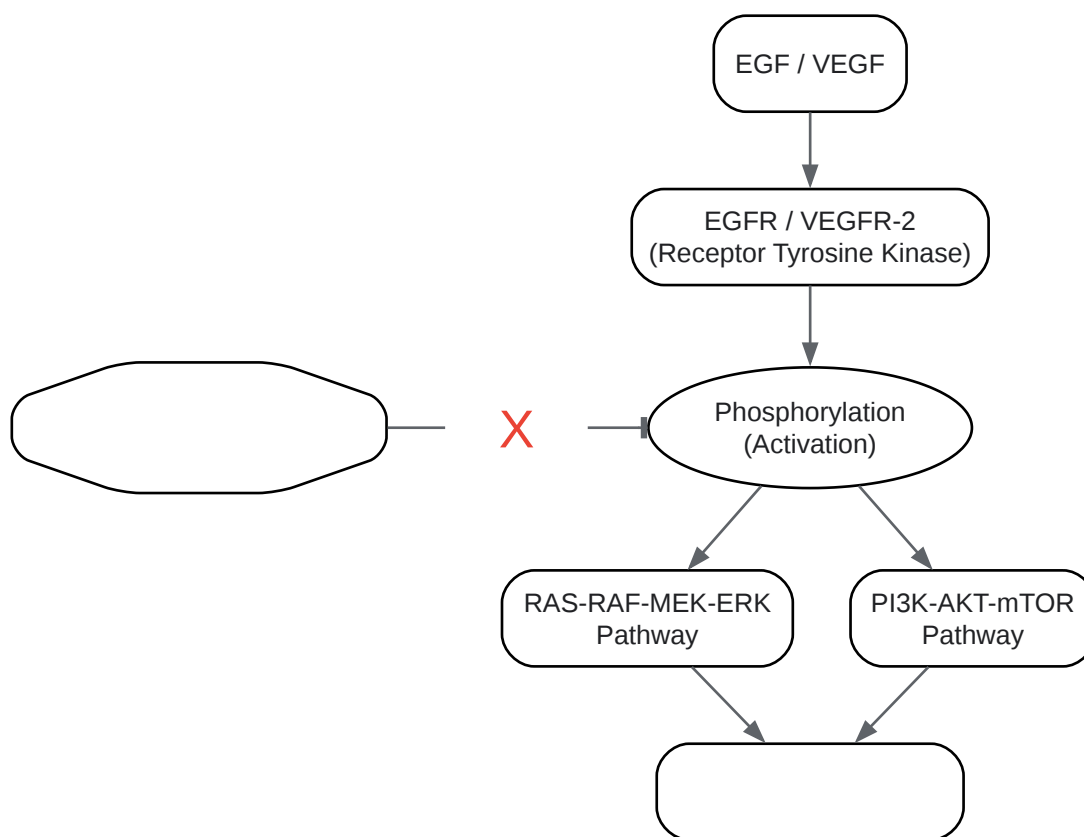 EGF / VEGF
EGFR / VEGFR-2
(Receptor Tyrosine Kinase)
X
Phosphorylation
(Activation)
RAS-RAF-MEK-ERK
Pathway
PI3K-AKT-mTOR
Pathway